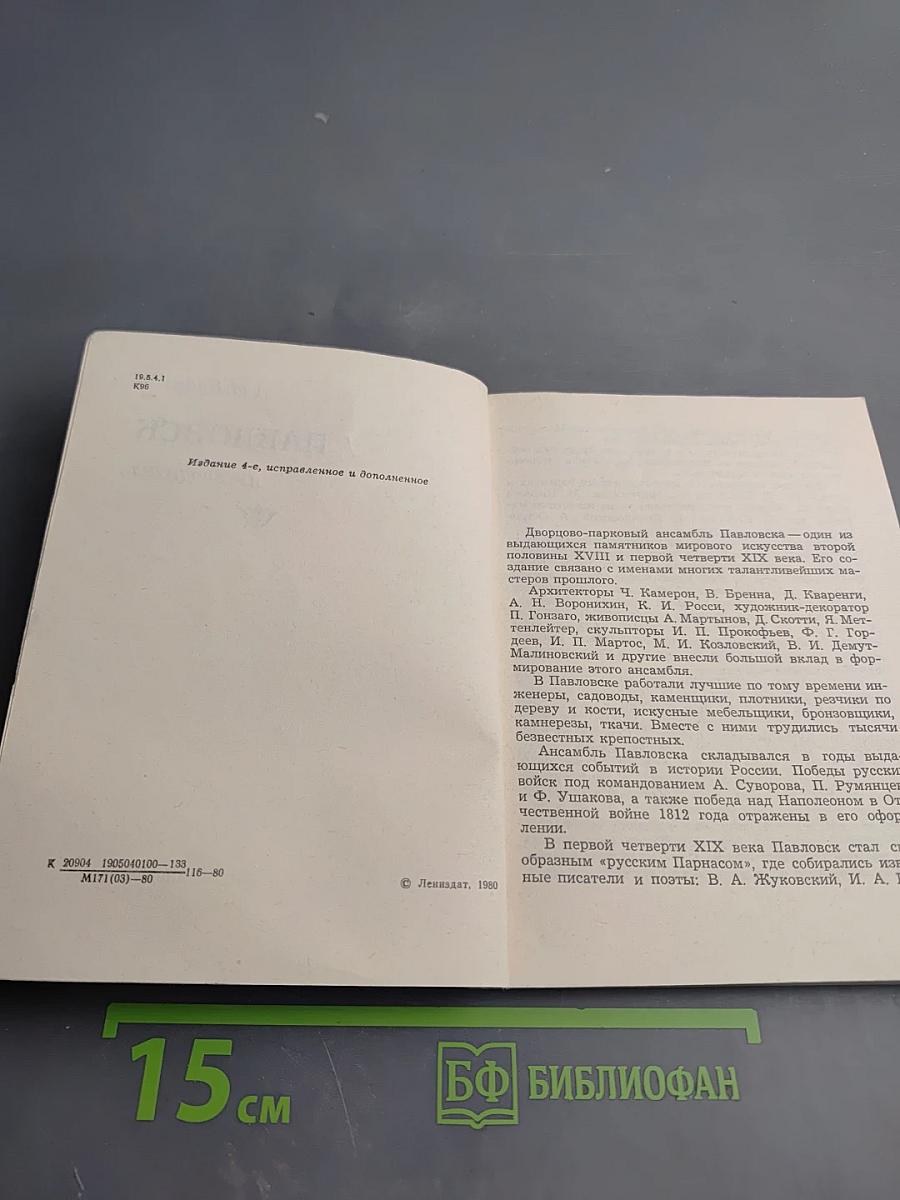 19.5.4.1
К96
Издание 4-е, исправленное и дополненное
К 20904 1905040100—133 116—80
М171(03)—80
© Лениздат, 1980
Дворцово-парковый ансамбль Павловска — один из
выдающихся памятников мирового искусства второй
половины XVIII и первой четверти XIX века. Его со-
здание связано с именами многих талантливейших ма-
стеров прошлого.
Архитекторы Ч. Камерон, В. Бренна, Д. Кваренги,
А. Н. Воронихин, К. И. Росси, художник-декоратор
П. Гонзаго, живописцы А. Мартынов, Д. Скотти, Я. Мет-
тенлейтер, скульпторы И. П. Прокофьев, Ф. Г. Гор-
деев, И. П. Мартос, М. И. Козловский, В. И. Демут-
Малиновский и другие внесли большой вклад в фор-
мирование этого ансамбля.
В Павловске работали лучшие по тому времени ин-
женеры, садоводы, каменщики, плотники, резчики по
дереву и кости, искусные мебельщики, бронзовщики,
камнерезы, ткачи. Вместе с ними трудились тысячи
безвестных крепостных.
Ансамбль Павловска складывался в годы выда-
ющихся событий в истории России. Победы русски
войск под командованием А. Суворова, П. Румянцев
и Ф. Ушакова, а также победа над Наполеоном в От
чественной войне 1812 года отражены в его офор
лении.
В первой четверти XIX века Павловск стал св
образным «русским Парнасом», где собирались изв
ные писатели и поэты: В. А. Жуковский, И. А.
15 см
БФ БИБЛИОФАН